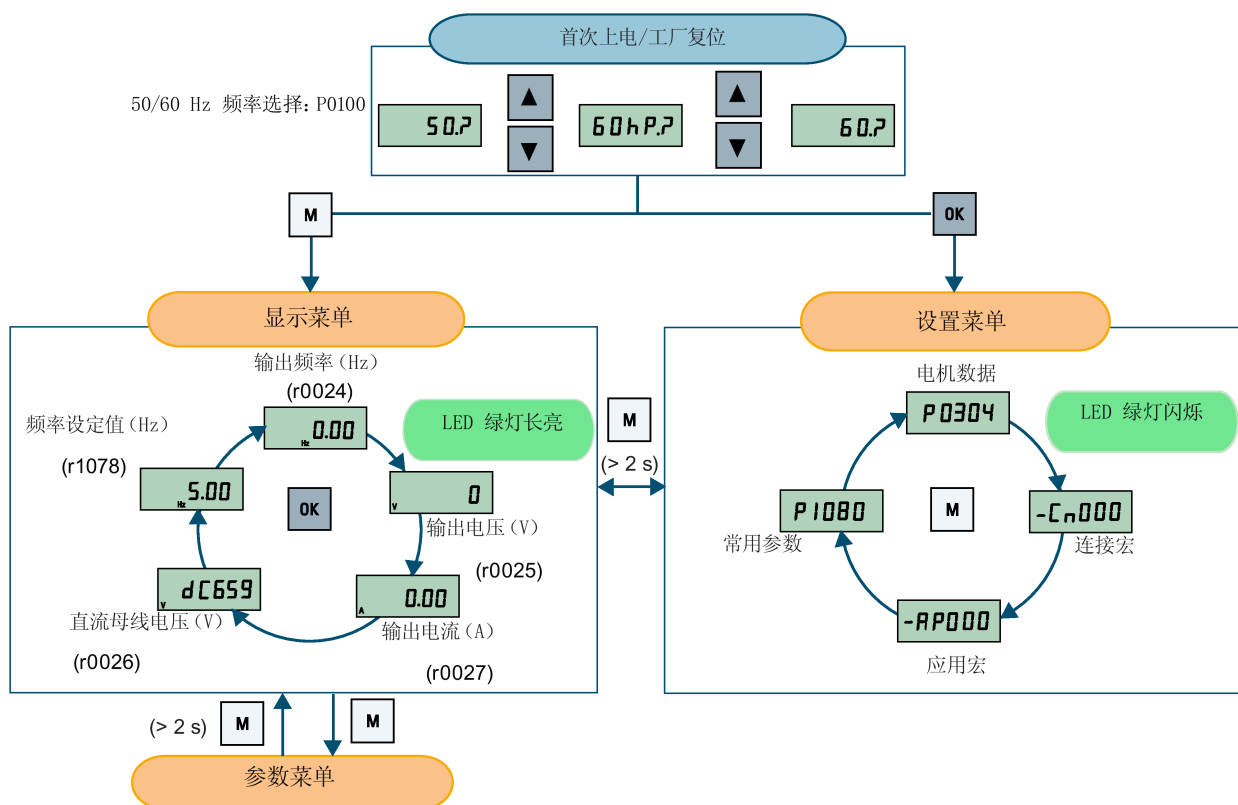 首次上电/工厂复位
50/60 Hz 频率选择: P0100
50.?
60hP.?
60.?
M
OK
显示菜单
设置菜单
输出频率(Hz)
(r0024)
Hz 0.00
LED 绿灯长亮
频率设定值(Hz)
(r1078)
Hz 5.00
OK
V 0
输出电压(V)
(r0025)
V dC659
直流母线电压(V)
(r0026)
A 0.00
输出电流(A)
(r0027)
M
(> 2 s)
电机数据
P0304
LED 绿灯闪烁
P1080
常用参数
M
-Cn000
连接宏
-AP000
应用宏
(> 2 s)
M
M
参数菜单